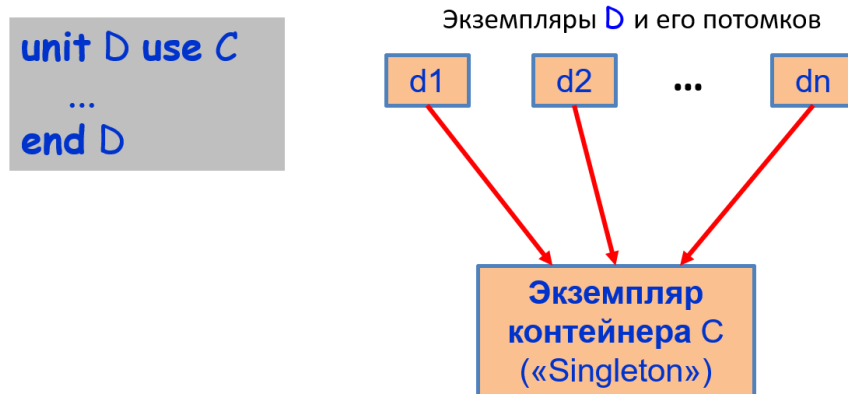 unit D use C
...
end D
Экземпляры D и его потомков
d1 d2 ... dn
Экземпляр
контейнера C
(«Singleton»)